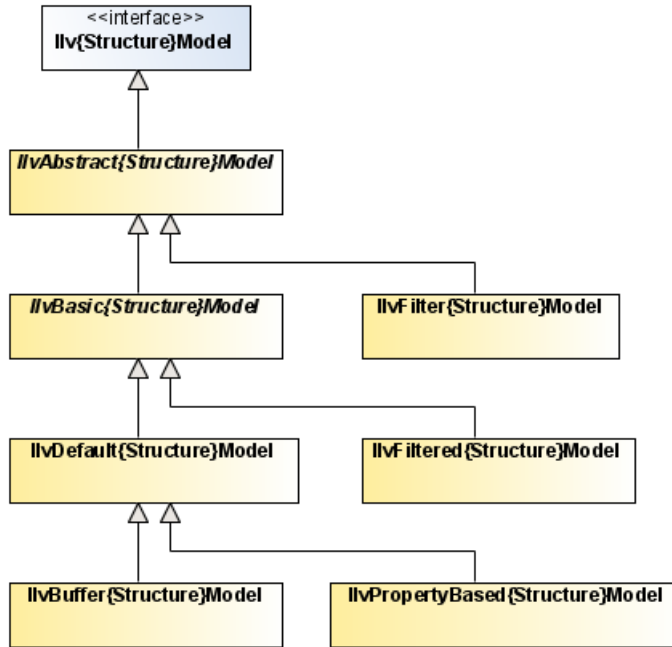 <<interface>>
Ilv{Structure}Model
IlvAbstract{Structure}Model
IlvBasic{Structure}Model
IlvFilter{Structure}Model
IlvDefault{Structure}Model
IlvFiltered{Structure}Model
IlvBuffer{Structure}Model
IlvPropertyBased{Structure}Model